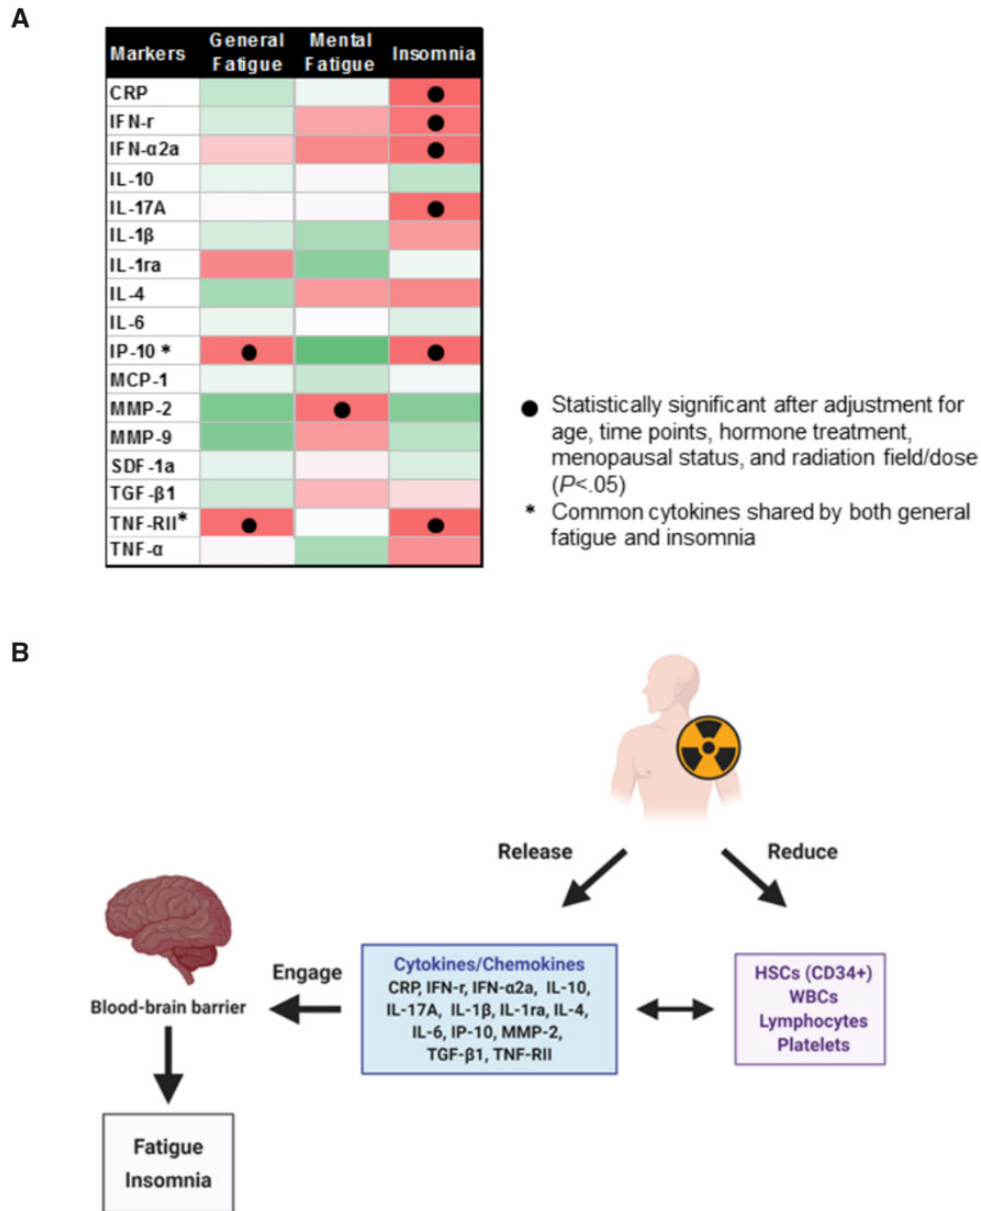 A
Markers General Fatigue Mental Fatigue Insomnia
CRP ●
IFN-r ●
IFN-α2a ●
IL-10
IL-17A ●
IL-1β
IL-1ra
IL-4
IL-6
IP-10 * ● ●
MCP-1
MMP-2 ●
MMP-9
SDF-1a
TGF-β1
TNF-RII* ● ●
TNF-α
● Statistically significant after adjustment for
age, time points, hormone treatment,
menopausal status, and radiation field/dose
(P<.05)
* Common cytokines shared by both general
fatigue and insomnia
B
Release
Reduce
Engage
Blood-brain barrier
Cytokines/Chemokines
CRP, IFN-r, IFN-α2a, IL-10,
IL-17A, IL-1β, IL-1ra, IL-4,
IL-6, IP-10, MMP-2,
TGF-β1, TNF-RII
HSCs (CD34+)
WBCs
Lymphocytes
Platelets
Fatigue
Insomnia